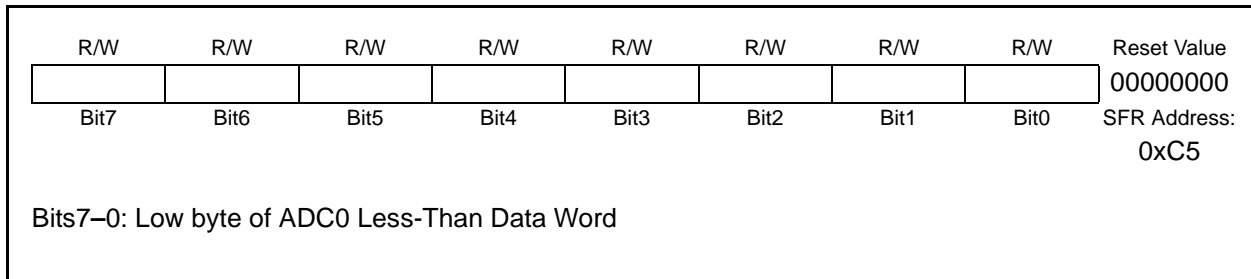 R/W R/W R/W R/W R/W R/W R/W R/W Reset Value
00000000
Bit7 Bit6 Bit5 Bit4 Bit3 Bit2 Bit1 Bit0 SFR Address:
0xC5
Bits7–0: Low byte of ADC0 Less-Than Data Word